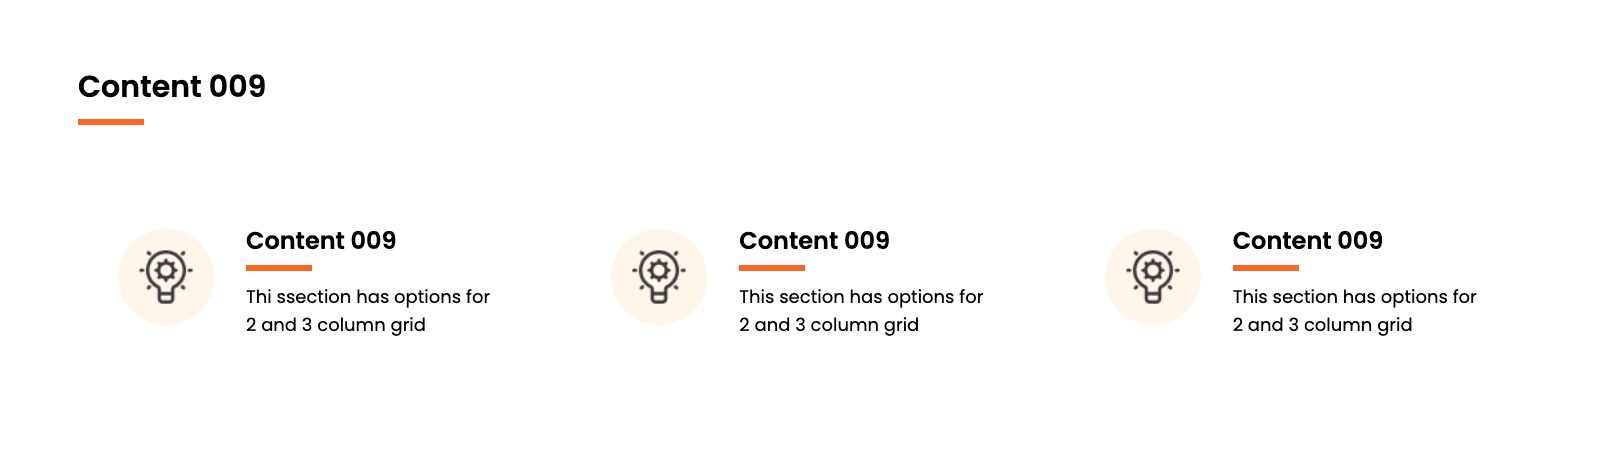 Content 009
Content 009
Thi ssection has options for
2 and 3 column grid
Content 009
This section has options for
2 and 3 column grid
Content 009
This section has options for
2 and 3 column grid